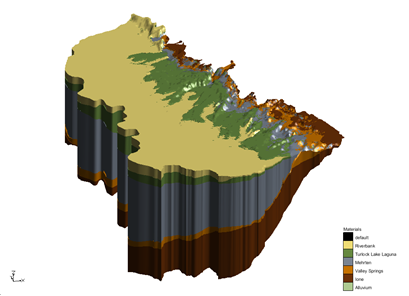 Materials
default
Riverbank
Turlock Lake Laguna
Mehrten
Valley Springs
Ione
Alluvium